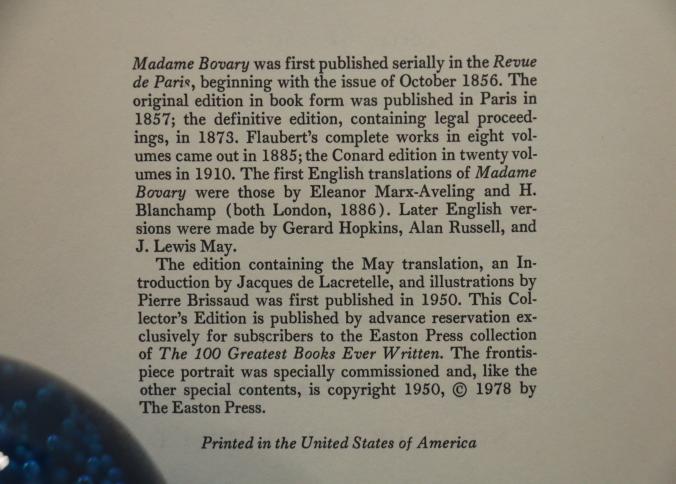 Madame Bovary was first published serially in the Revue
de Paris, beginning with the issue of October 1856. The
original edition in book form was published in Paris in
1857; the definitive edition, containing legal proceed-
ings, in 1873. Flaubert's complete works in eight vol-
umes came out in 1885; the Conard edition in twenty vol-
umes in 1910. The first English translations of Madame
Bovary were those by Eleanor Marx-Aveling and H.
Blanchamp (both London, 1886). Later English ver-
sions were made by Gerard Hopkins, Alan Russell, and
J. Lewis May.
The edition containing the May translation, an In-
troduction by Jacques de Lacretelle, and illustrations by
Pierre Brissaud was first published in 1950. This Col-
lector's Edition is published by advance reservation ex-
clusively for subscribers to the Easton Press collection
of The 100 Greatest Books Ever Written. The frontis-
piece portrait was specially commissioned and, like the
other special contents, is copyright 1950, © 1978 by
The Easton Press.
Printed in the United States of America